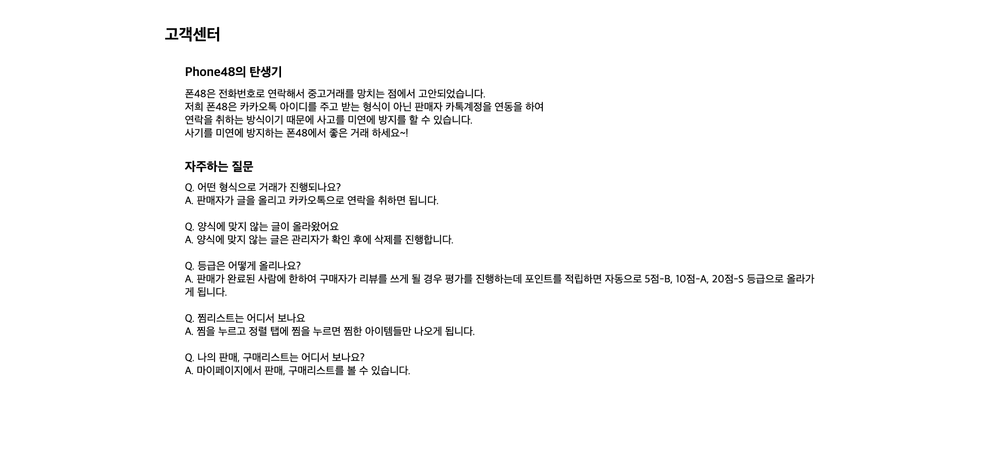 고객센터
Phone48의 탄생기
폰48은 전화번호로 연락해서 중고거래를 망치는 점에서 고안되었습니다.
저희 폰48은 카카오톡 아이디를 주고 받는 형식이 아닌 판매자 카톡계정을 연동을 하여
연락을 취하는 방식이기 때문에 사고를 미연에 방지를 할 수 있습니다.
사기를 미연에 방지하는 폰48에서 좋은 거래 하세요~!
자주하는 질문
Q. 어떤 형식으로 거래가 진행되나요?
A. 판매자가 글을 올리고 카카오톡으로 연락을 취하면 됩니다.
Q. 양식에 맞지 않는 글이 올라왔어요
A. 양식에 맞지 않는 글은 관리자가 확인 후에 삭제를 진행합니다.
Q. 등급은 어떻게 올리나요?
A. 판매가 완료된 사람에 한하여 구매자가 리뷰를 쓰게 될 경우 평가를 진행하는데 포인트를 적립하면 자동으로 5점-B, 10점-A, 20점-S 등급으로 올라가
게 됩니다.
Q. 찜리스트는 어디서 보나요
A. 찜을 누르고 정렬 탭에 찜을 누르면 찜한 아이템들만 나오게 됩니다.
Q. 나의 판매, 구매리스트는 어디서 보나요?
A. 마이페이지에서 판매, 구매리스트를 볼 수 있습니다.